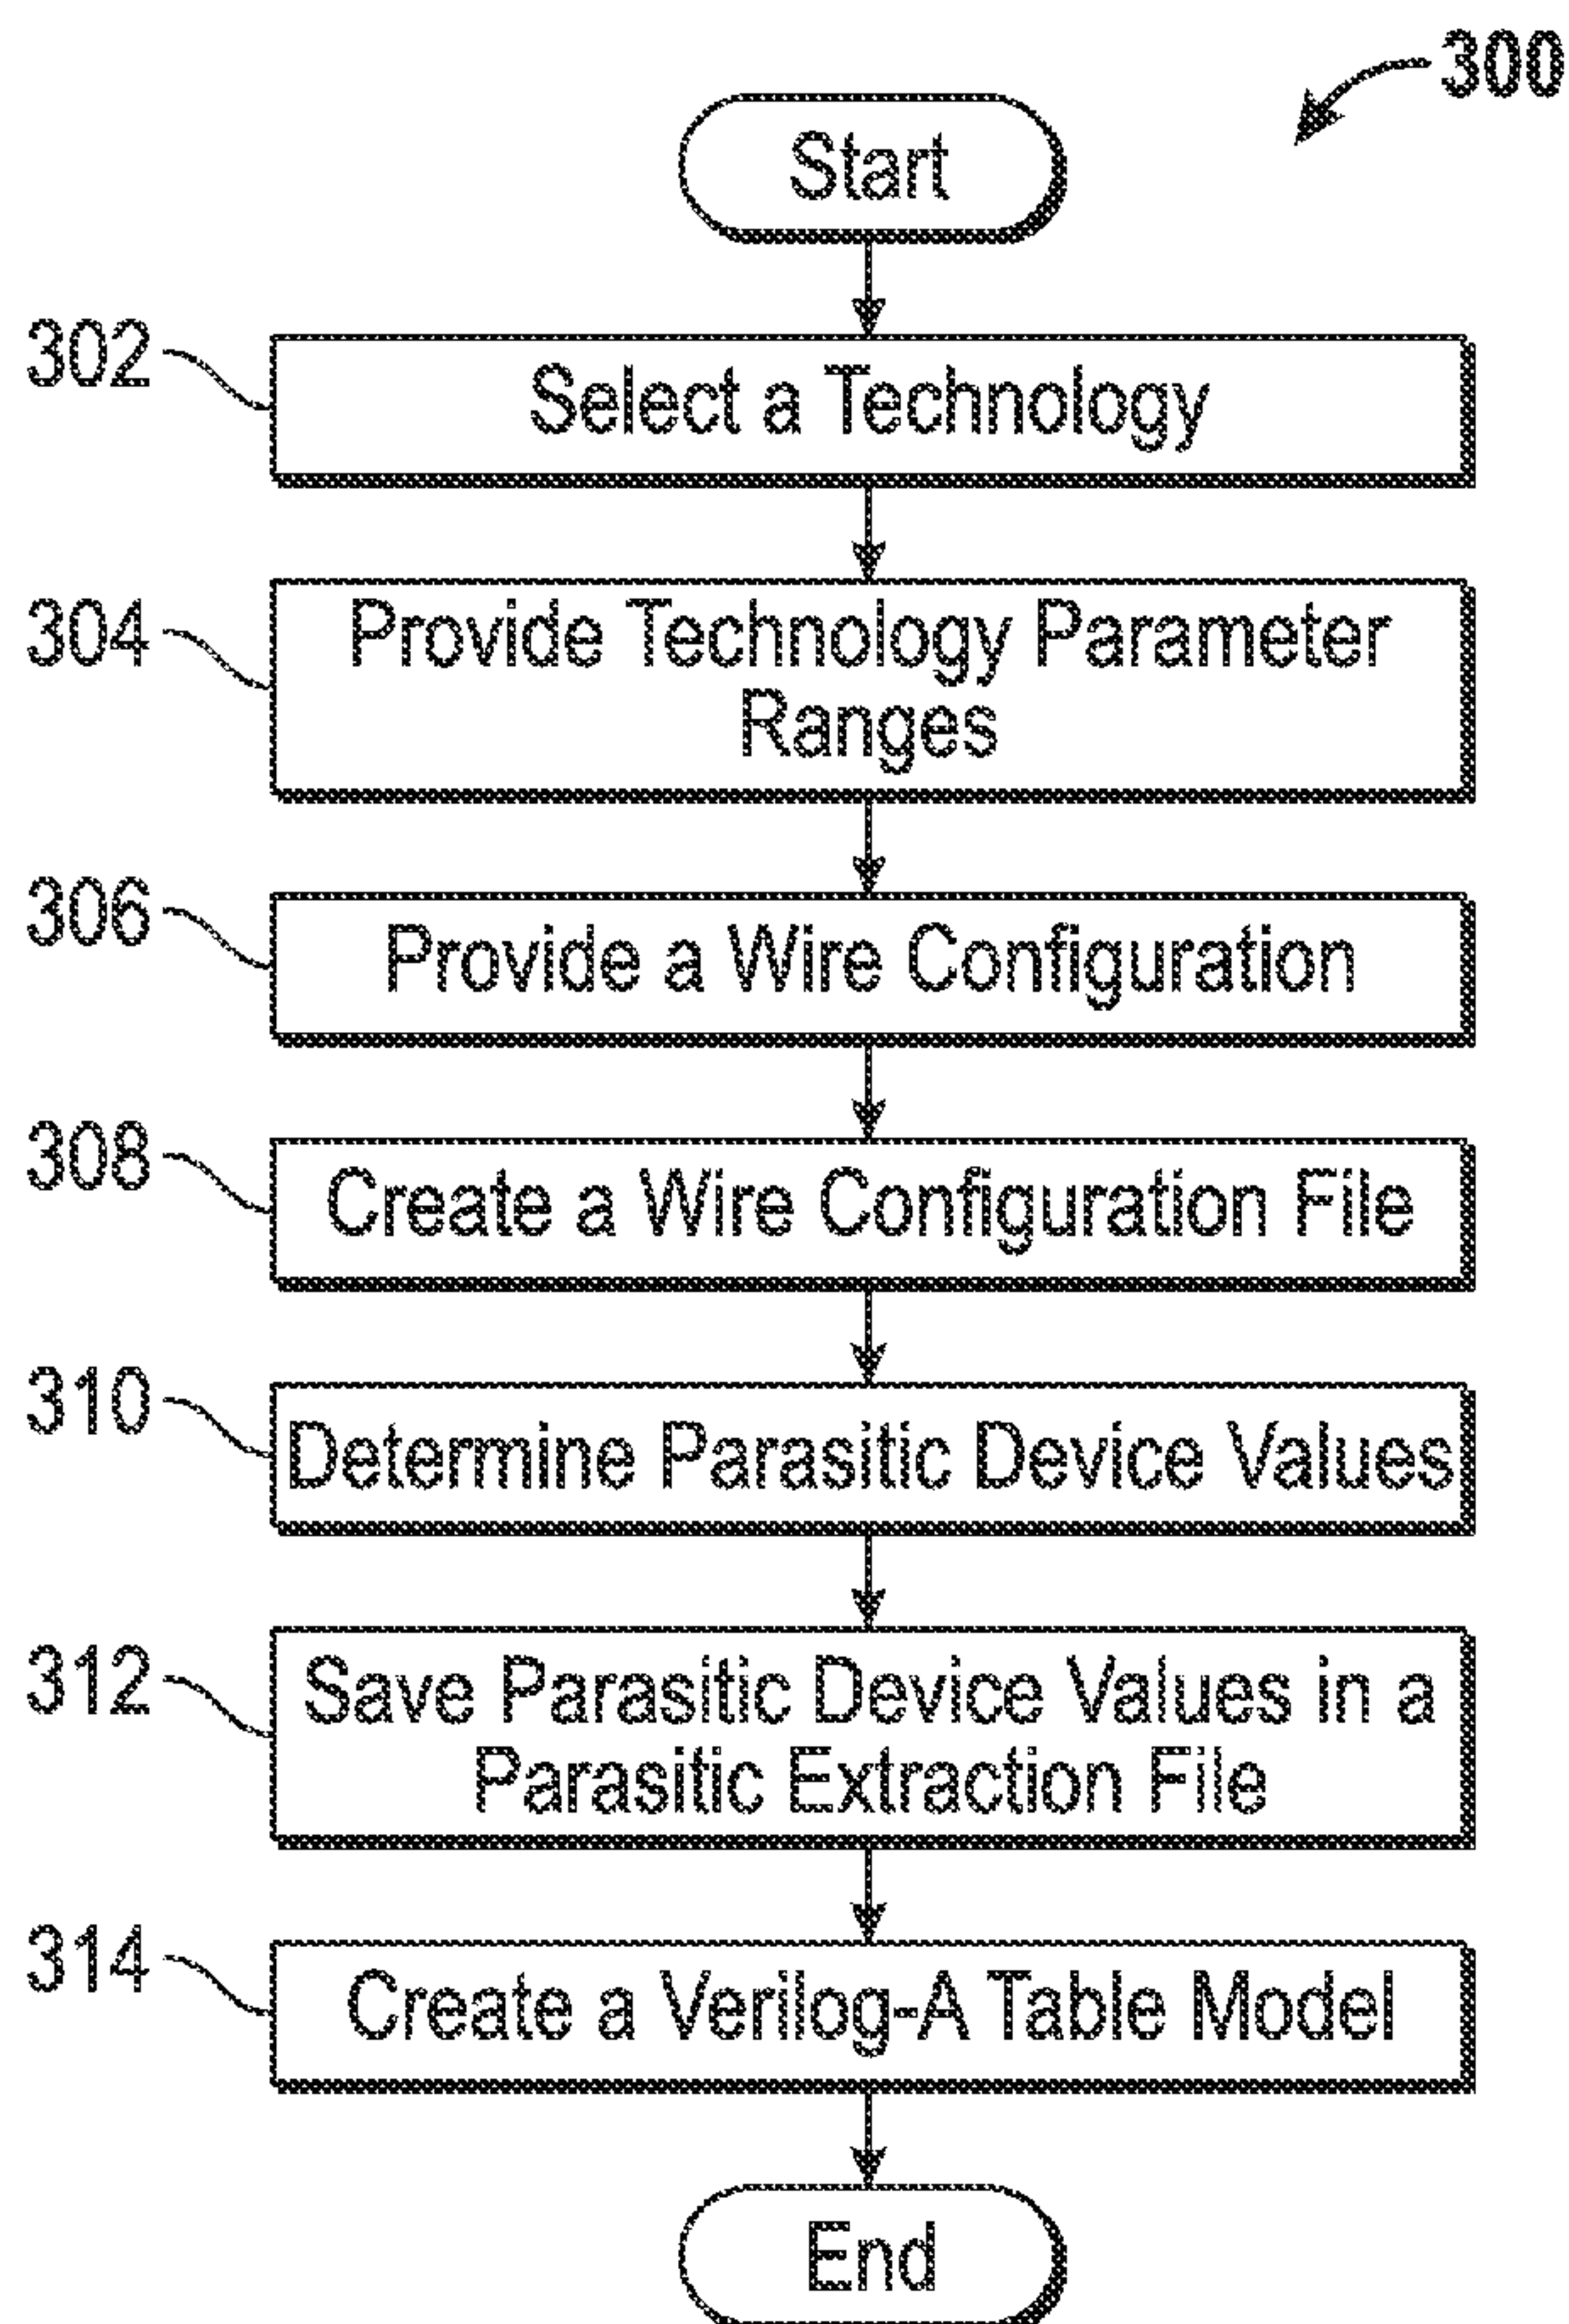 300
Start
302
Select a Technology
304
Provide Technology Parameter
Ranges
306
Provide a Wire Configuration
308
Create a Wire Configuration File
310
Determine Parasitic Device Values
312
Save Parasitic Device Values in a
Parasitic Extraction File
314
Create a Verilog-A Table Model
End